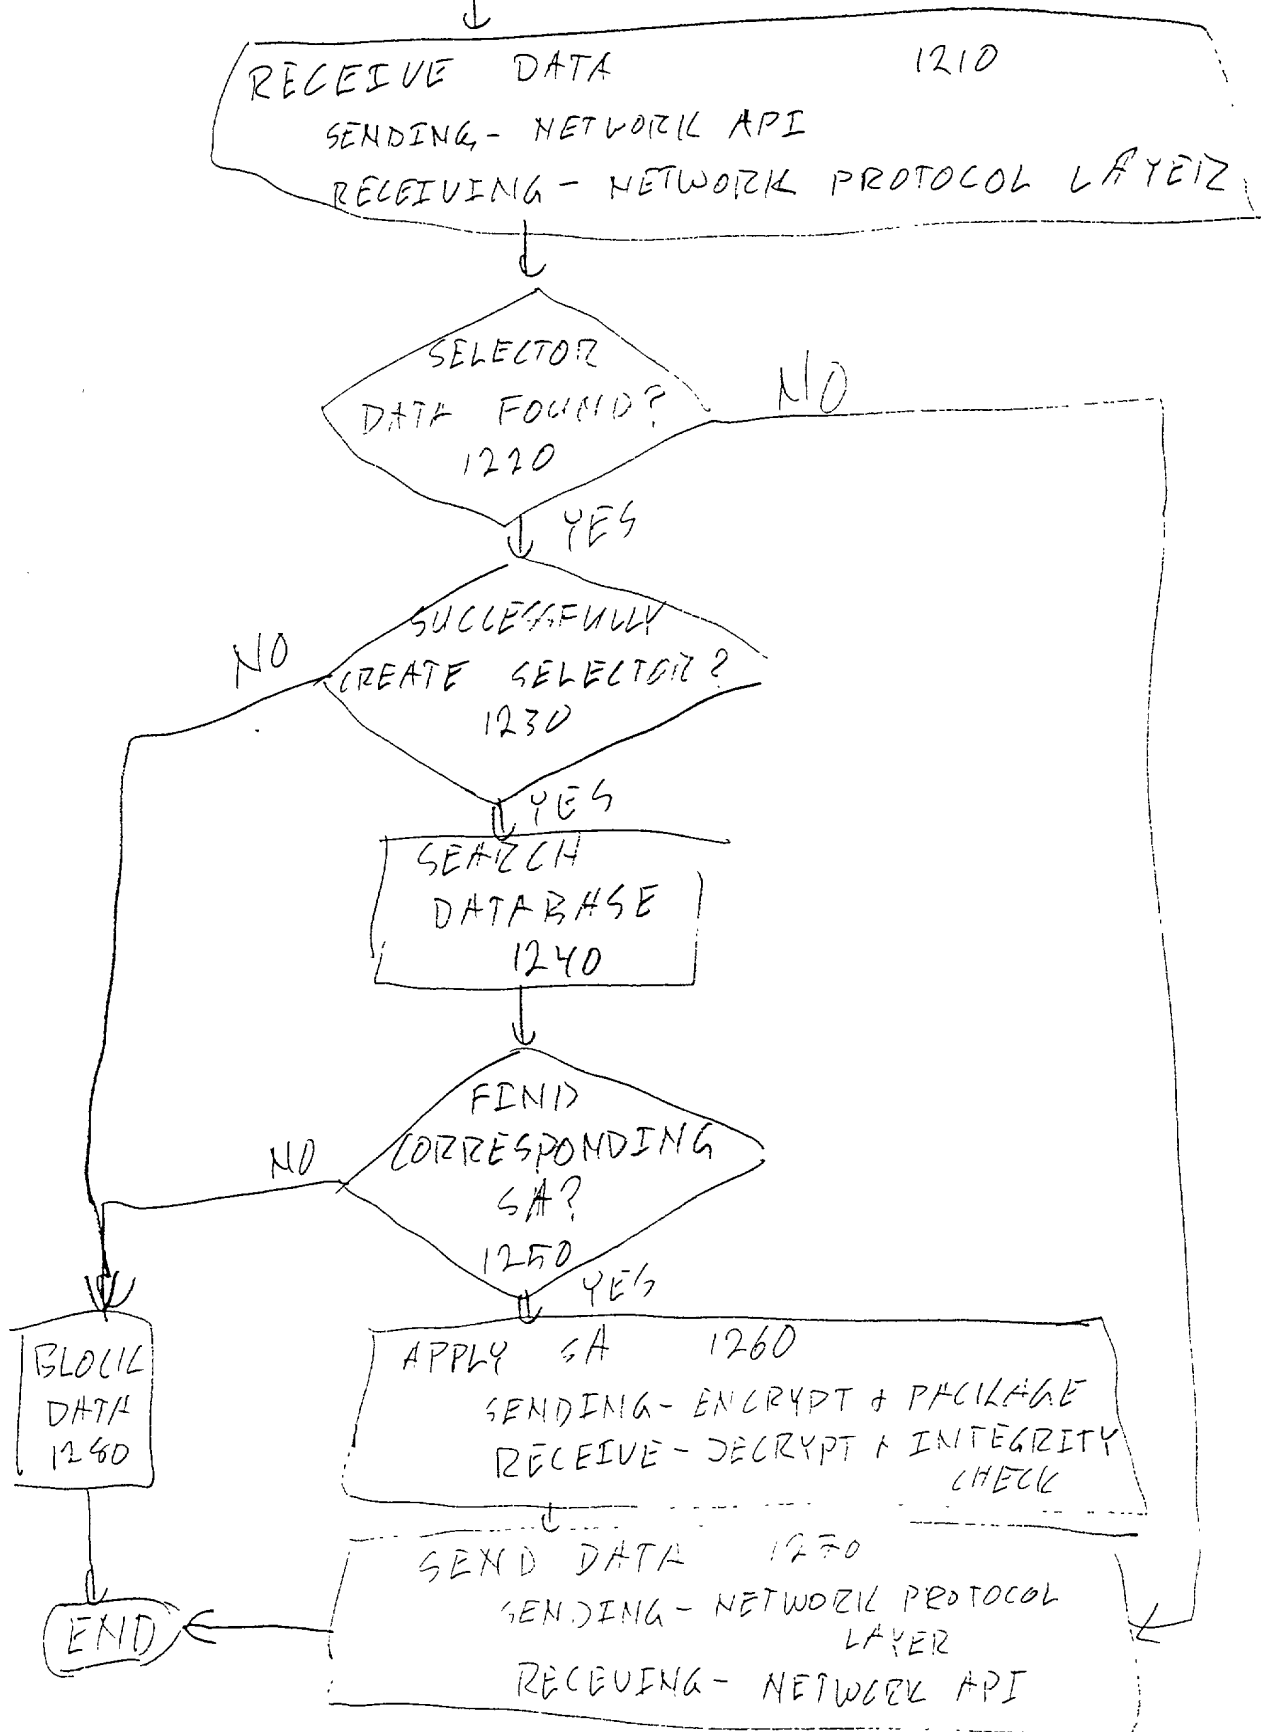 RECEIVE DATA 1210
SENDING - NETWORK API
RECEIVING - NETWORK PROTOCOL LAYER
SELECTOR
DATA FOUND?
1220
NO
YES
SUCCESSFULLY
CREATE SELECTOR?
1230
NO
YES
SEARCH
DATABASE
1240
FIND
CORRESPONDING
SA?
1250
NO
YES
BLOCK
DATA
1280
APPLY SA 1260
SENDING - ENCRYPT & PACKAGE
RECEIVE - DECRYPT & INTEGRITY
CHECK
SEND DATA 1270
SENDING - NETWORK PROTOCOL
LAYER
RECEVING - NETWORK API
END